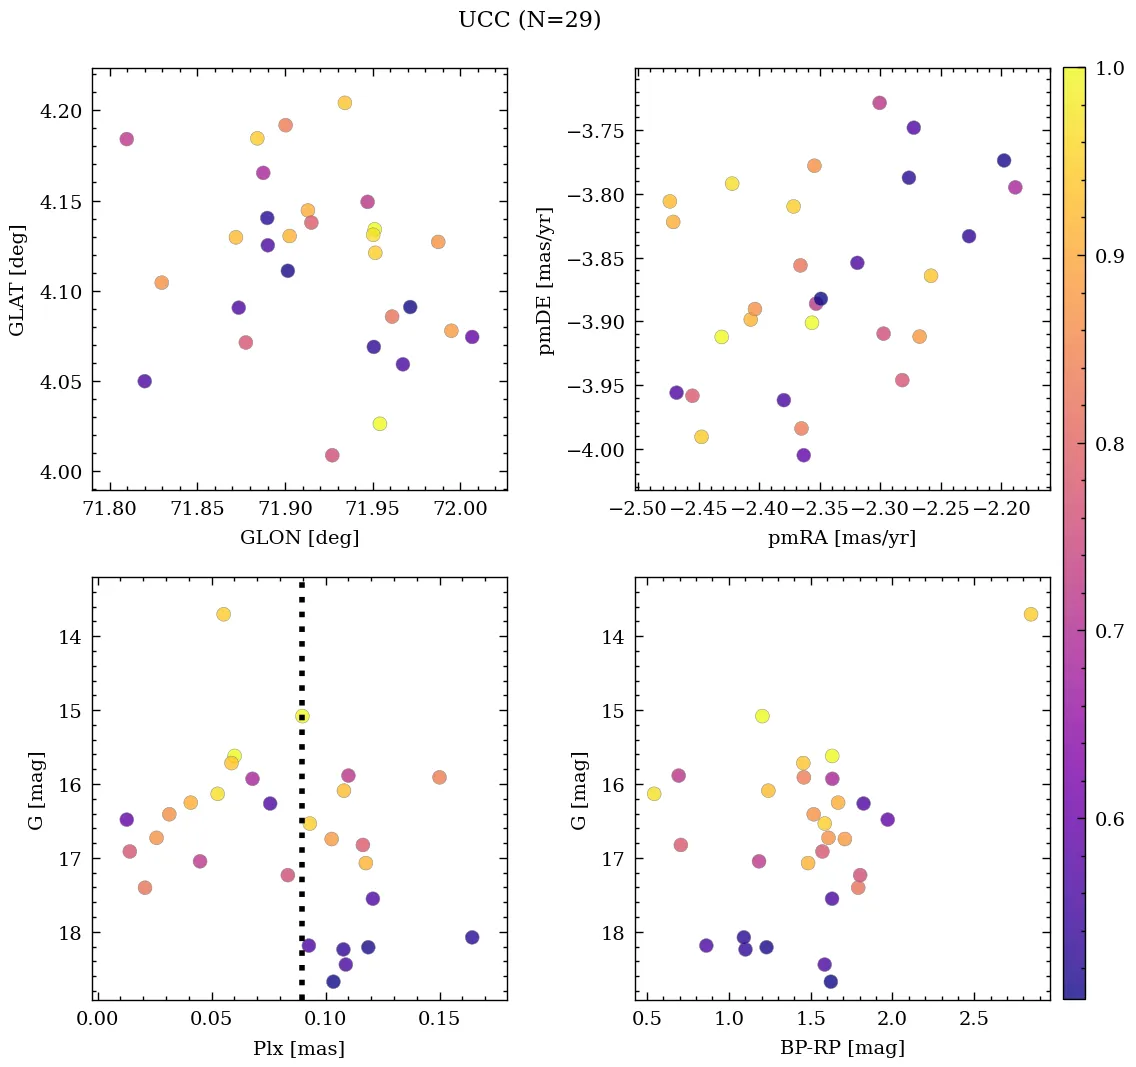 UCC (N=29)
4.20
4.15
4.10
4.05
4.00
GLAT [deg]
71.80 71.85 71.90 71.95 72.00
GLON [deg]
−3.75
−3.80
−3.85
−3.90
−3.95
−4.00
pmDE [mas/yr]
−2.50 −2.45 −2.40 −2.35 −2.30 −2.25 −2.20
pmRA [mas/yr]
1.0
0.9
0.8
0.7
0.6
14
15
16
17
18
G [mag]
0.00 0.05 0.10 0.15
Plx [mas]
14
15
16
17
18
G [mag]
0.5 1.0 1.5 2.0 2.5
BP-RP [mag]